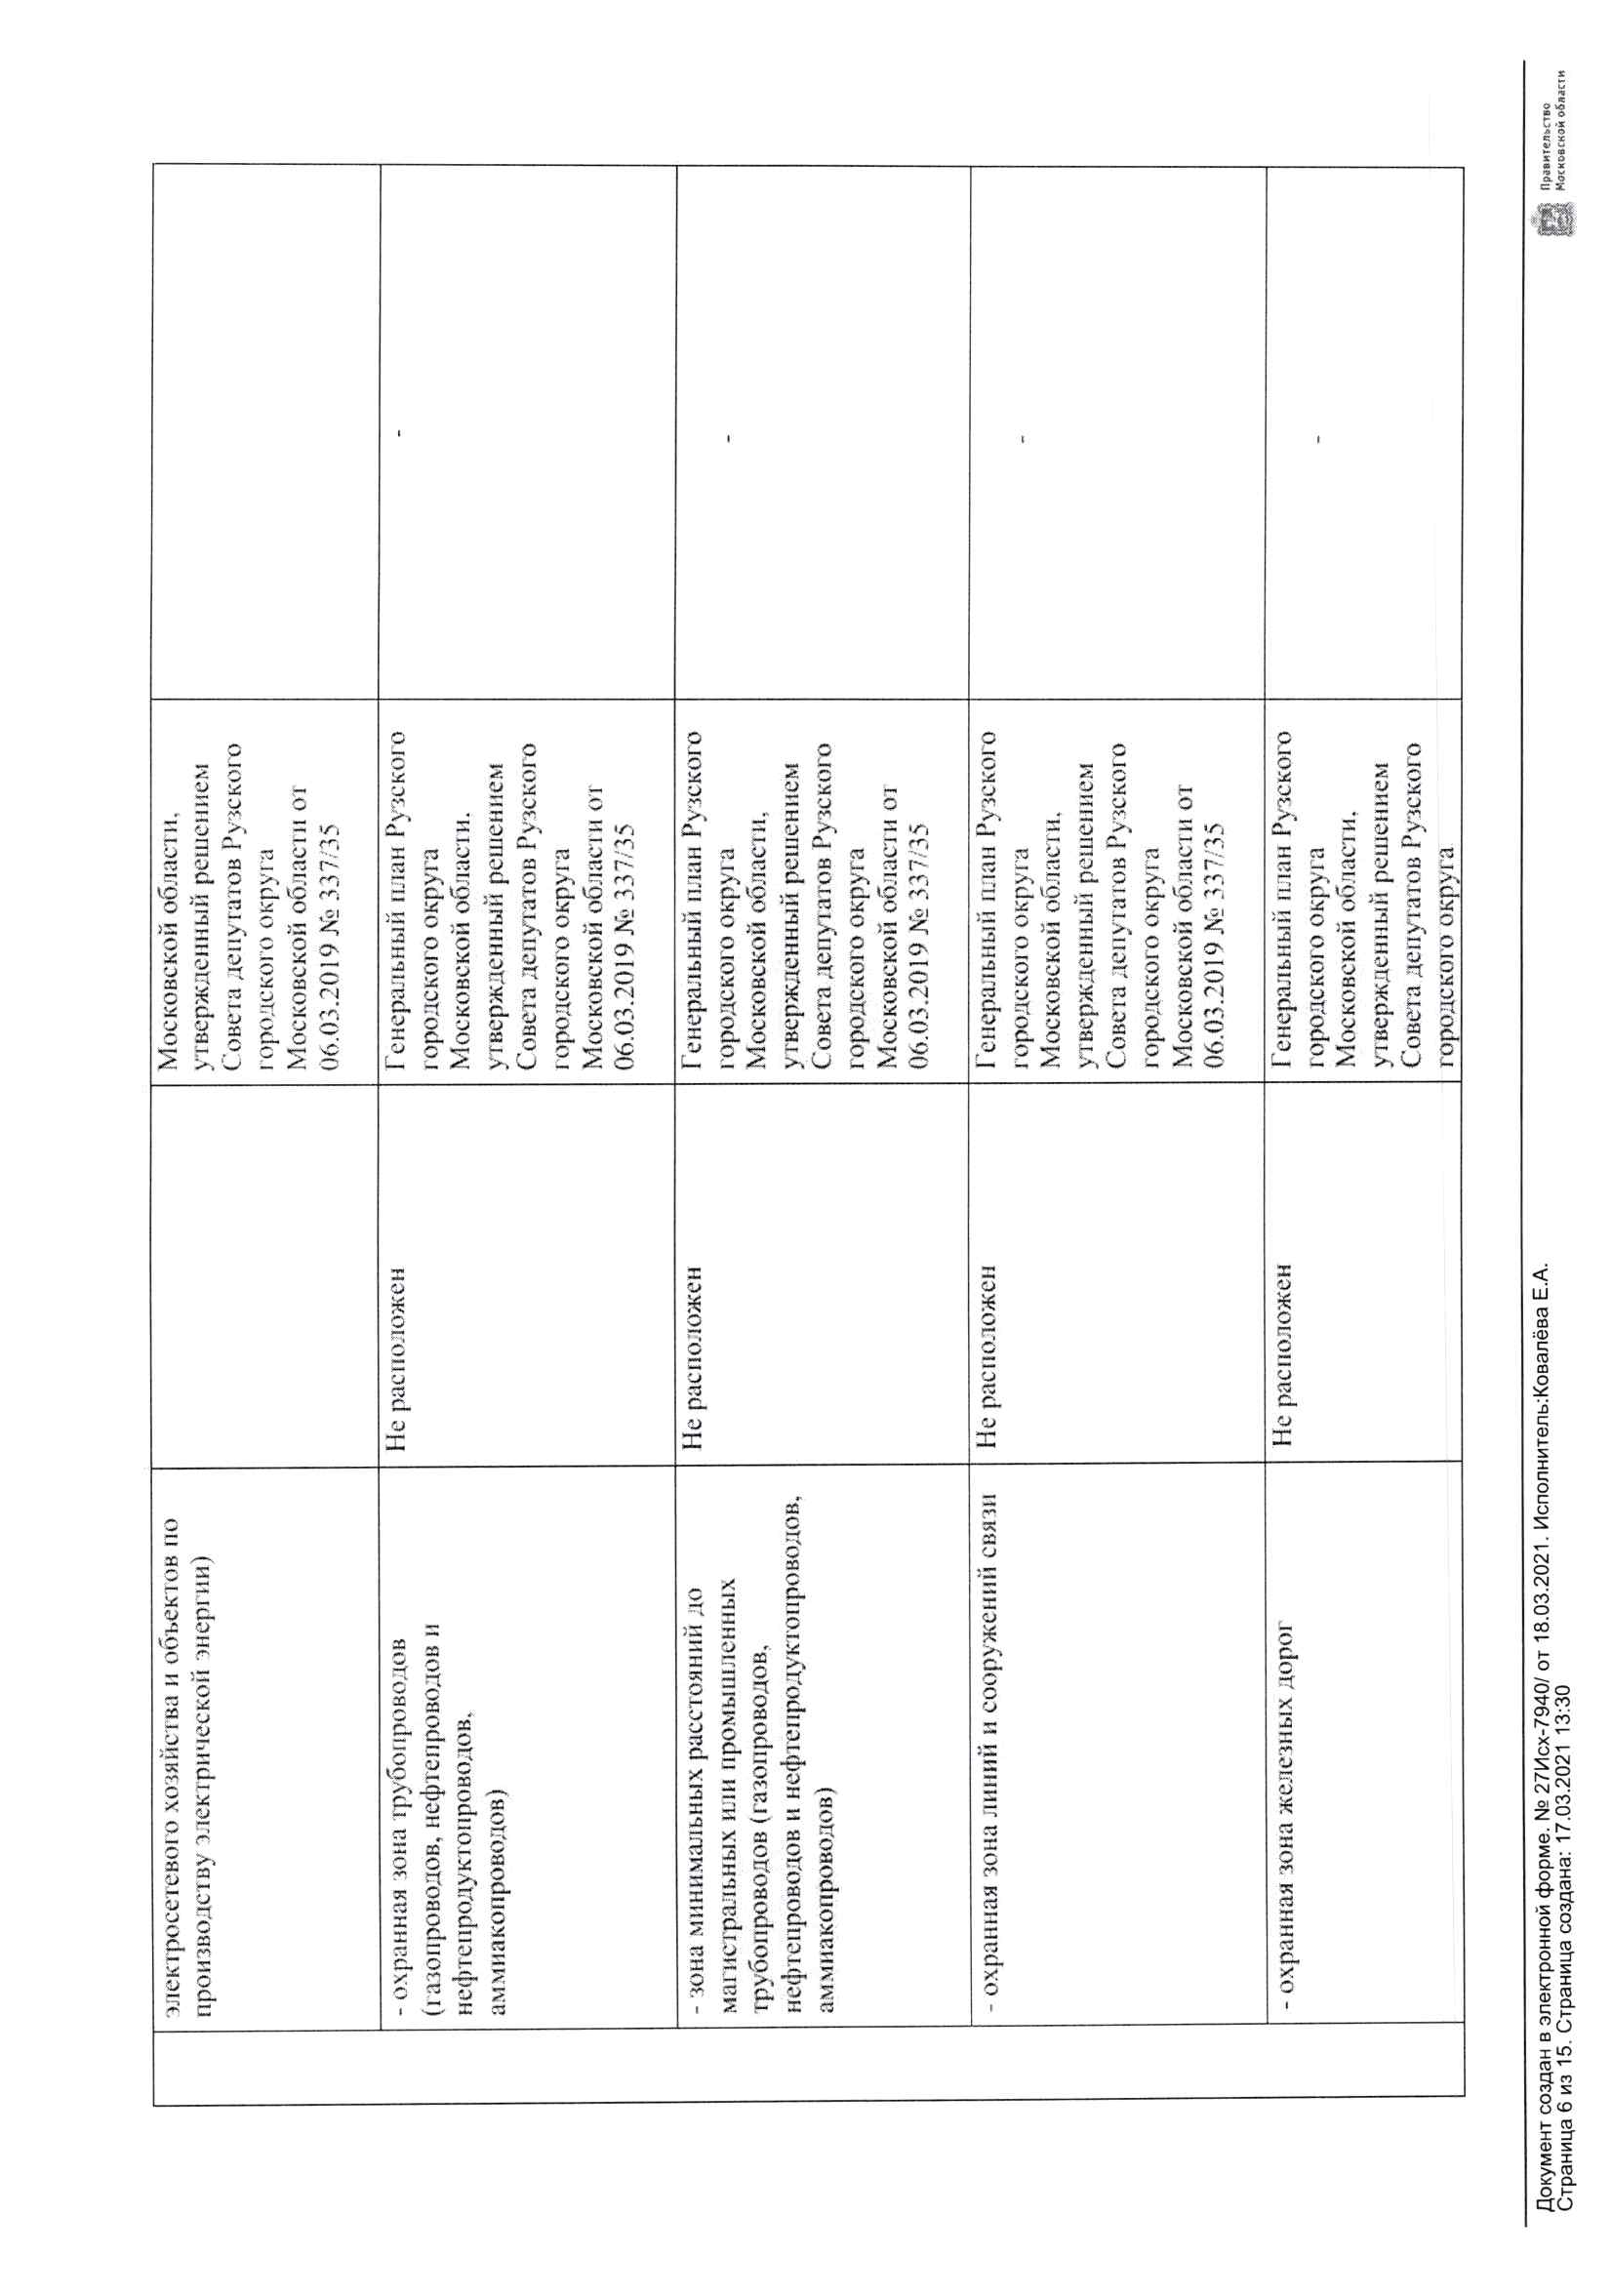 электросетевого хозяйства и объектов по
производству электрической энергии)
Московской области,
утвержденный решением
Совета депутатов Рузского
городского округа
Московской области от
06.03.2019 № 337/35
- охранная зона трубопроводов
(газопроводов, нефтепроводов и
нефтепродуктопроводов,
аммиакопроводов)
Не расположен
Генеральный план Рузского
городского округа
Московской области,
утвержденный решением
Совета депутатов Рузского
городского округа
Московской области от
06.03.2019 № 337/35
-
- зона минимальных расстояний до
магистральных или промышленных
трубопроводов (газопроводов,
нефтепроводов и нефтепродуктопроводов,
аммиакопроводов)
Не расположен
Генеральный план Рузского
городского округа
Московской области,
утвержденный решением
Совета депутатов Рузского
городского округа
Московской области от
06.03.2019 № 337/35
-
- охранная зона линий и сооружений связи
Не расположен
Генеральный план Рузского
городского округа
Московской области,
утвержденный решением
Совета депутатов Рузского
городского округа
Московской области от
06.03.2019 № 337/35
-
- охранная зона железных дорог
Не расположен
Генеральный план Рузского
городского округа
Московской области,
утвержденный решением
Совета депутатов Рузского
городского округа
-
Документ создан в электронной форме. № 27Исх-7940/ от 18.03.2021. Исполнитель:Ковалёва Е.А.
Страница 6 из 15. Страница создана: 17.03.2021 13:30
Правительство
Московской области